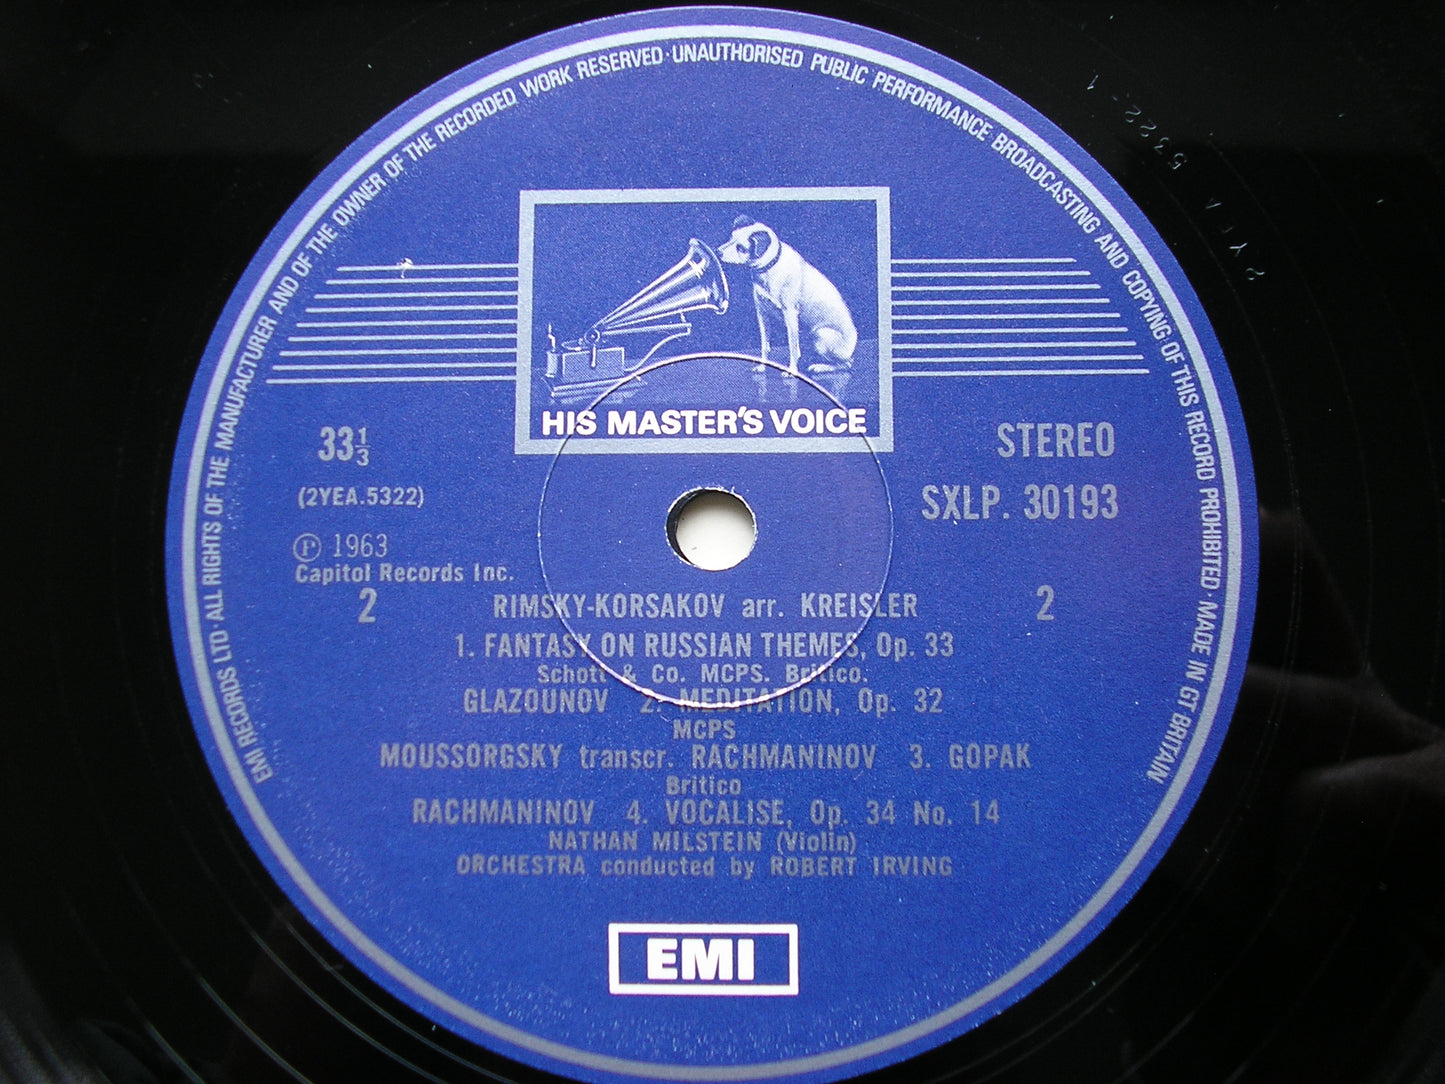 EMI RECORDS LTD · ALL RIGHTS OF THE MANUFACTURER AND OF THE OWNER OF THE RECORDED WORK RESERVED · UNAUTHORISED PUBLIC PERFORMANCE BROADCASTING AND COPYING OF THIS RECORD PROHIBITED · MADE IN GT BRITAIN
HIS MASTER'S VOICE
33 1/3
STEREO
(2YEA.5322)
SXLP. 30193
Ⓟ 1963
Capitol Records Inc.
2 RIMSKY-KORSAKOV arr. KREISLER 2
1. FANTASY ON RUSSIAN THEMES, Op. 33
Schott & Co. MCPS. Britico.
GLAZOUNOV 2. MEDITATION, Op. 32
MCPS
MOUSSORGSKY transcr. RACHMANINOV 3. GOPAK
Britico
RACHMANINOV 4. VOCALISE, Op. 34 No. 14
NATHAN MILSTEIN (Violin)
ORCHESTRA conducted by ROBERT IRVING
EMI